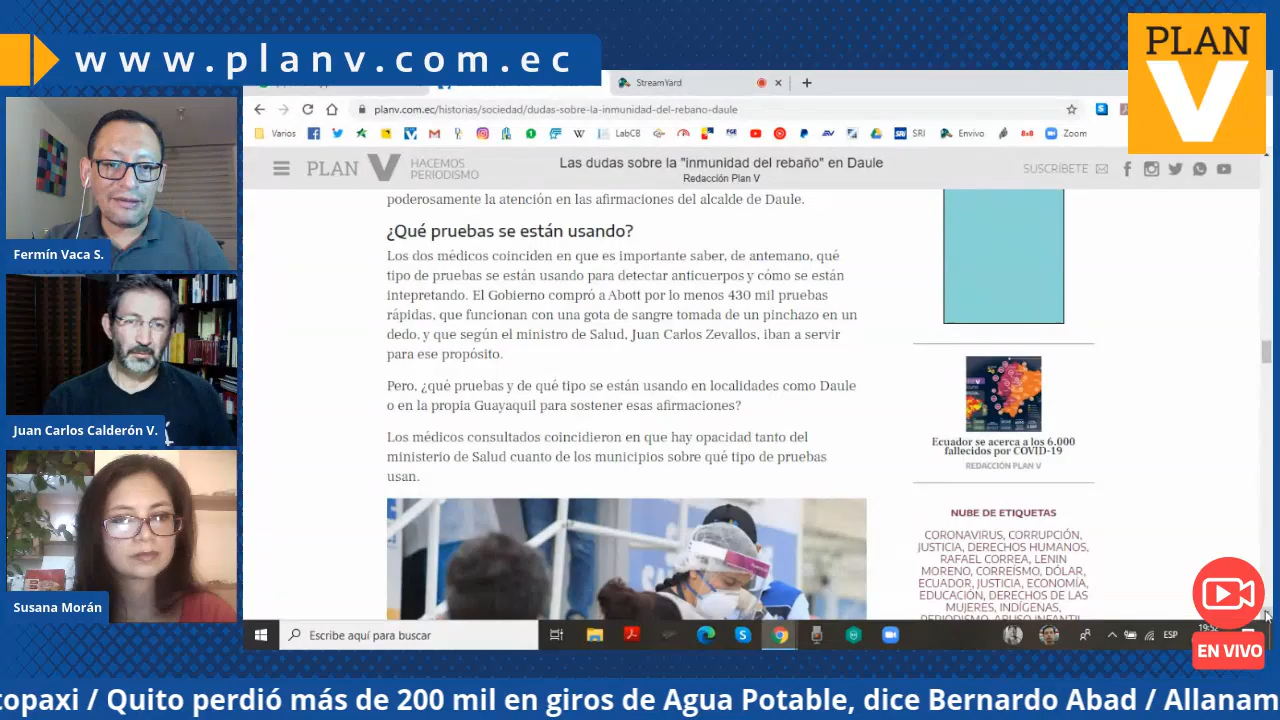 www.planv.com.ec
PLAN
V
StreamYard
planv.com.ec/historias/sociedad/dudas-sobre-la-inmunidad-del-rebano-daule
Varios
LabCB
SRI
SRI
Envivo
8x8
Zoom
PLAN V HACEMOS
PERIODISMO
Las dudas sobre la "inmunidad del rebaño" en Daule
Redacción Plan V
SUSCRÍBETE
poderosamente la atención en las afirmaciones del alcalde de Daule.
¿Qué pruebas se están usando?
Los dos médicos coinciden en que es importante saber, de antemano, qué
tipo de pruebas se están usando para detectar anticuerpos y cómo se están
intepretando. El Gobierno compró a Abott por lo menos 430 mil pruebas
rápidas, que funcionan con una gota de sangre tomada de un pinchazo en un
dedo, y que según el ministro de Salud, Juan Carlos Zevallos, iban a servir
para ese propósito.
Pero, ¿qué pruebas y de qué tipo se están usando en localidades como Daule
o en la propia Guayaquil para sostener esas afirmaciones?
Los médicos consultados coincidieron en que hay opacidad tanto del
ministerio de Salud cuanto de los municipios sobre qué tipo de pruebas
usan.
Ecuador se acerca a los 6.000
fallecidos por COVID-19
REDACCIÓN PLAN V
NUBE DE ETIQUETAS
CORONAVIRUS, CORRUPCIÓN,
JUSTICIA, DERECHOS HUMANOS,
RAFAEL CORREA, LENIN
MORENO, CORREÍSMO, DÓLAR,
ECUADOR, JUSTICIA, ECONOMÍA,
EDUCACIÓN, DERECHOS DE LAS
MUJERES, INDÍGENAS,
PERIODISMO, ABUSO INFANTIL,
Fermín Vaca S.
Juan Carlos Calderón V.
Susana Morán
Escribe aquí para buscar
ESP
19:52
EN VIVO
topaxi / Quito perdió más de 200 mil en giros de Agua Potable, dice Bernardo Abad / Allanam